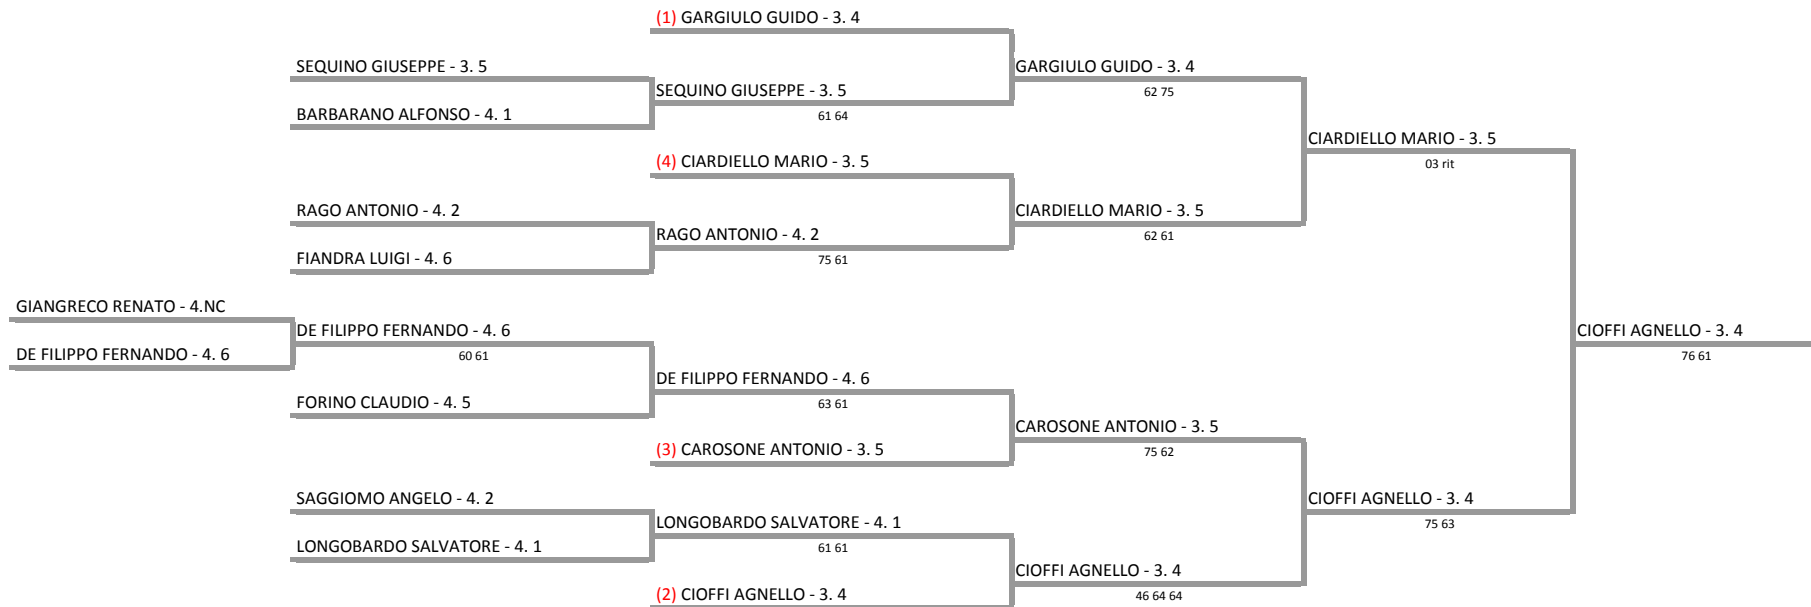 (1) GARGIULO GUIDO - 3. 4
SEQUINO GIUSEPPE - 3. 5
GARGIULO GUIDO - 3. 4
62 75
SEQUINO GIUSEPPE - 3. 5
61 64
BARBARANO ALFONSO - 4. 1
CIARDIELLO MARIO - 3. 5
03 rit
(4) CIARDIELLO MARIO - 3. 5
RAGO ANTONIO - 4. 2
CIARDIELLO MARIO - 3. 5
62 61
RAGO ANTONIO - 4. 2
75 61
FIANDRA LUIGI - 4. 6
GIANGRECO RENATO - 4.NC
DE FILIPPO FERNANDO - 4. 6
60 61
CIOFFI AGNELLO - 3. 4
76 61
DE FILIPPO FERNANDO - 4. 6
DE FILIPPO FERNANDO - 4. 6
63 61
FORINO CLAUDIO - 4. 5
CAROSONE ANTONIO - 3. 5
75 62
(3) CAROSONE ANTONIO - 3. 5
SAGGIOMO ANGELO - 4. 2
CIOFFI AGNELLO - 3. 4
75 63
LONGOBARDO SALVATORE - 4. 1
61 61
LONGOBARDO SALVATORE - 4. 1
CIOFFI AGNELLO - 3. 4
46 64 64
(2) CIOFFI AGNELLO - 3. 4